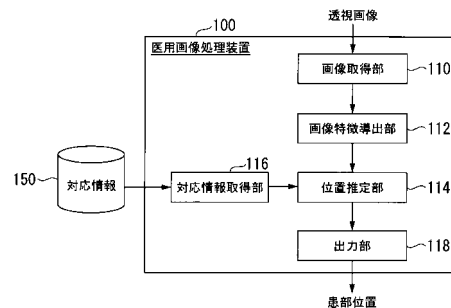 透視画像
100
医用画像処理装置
画像取得部
110
画像特徴導出部
112
116
150
対応情報
対応情報取得部
位置推定部
114
出力部
118
患部位置